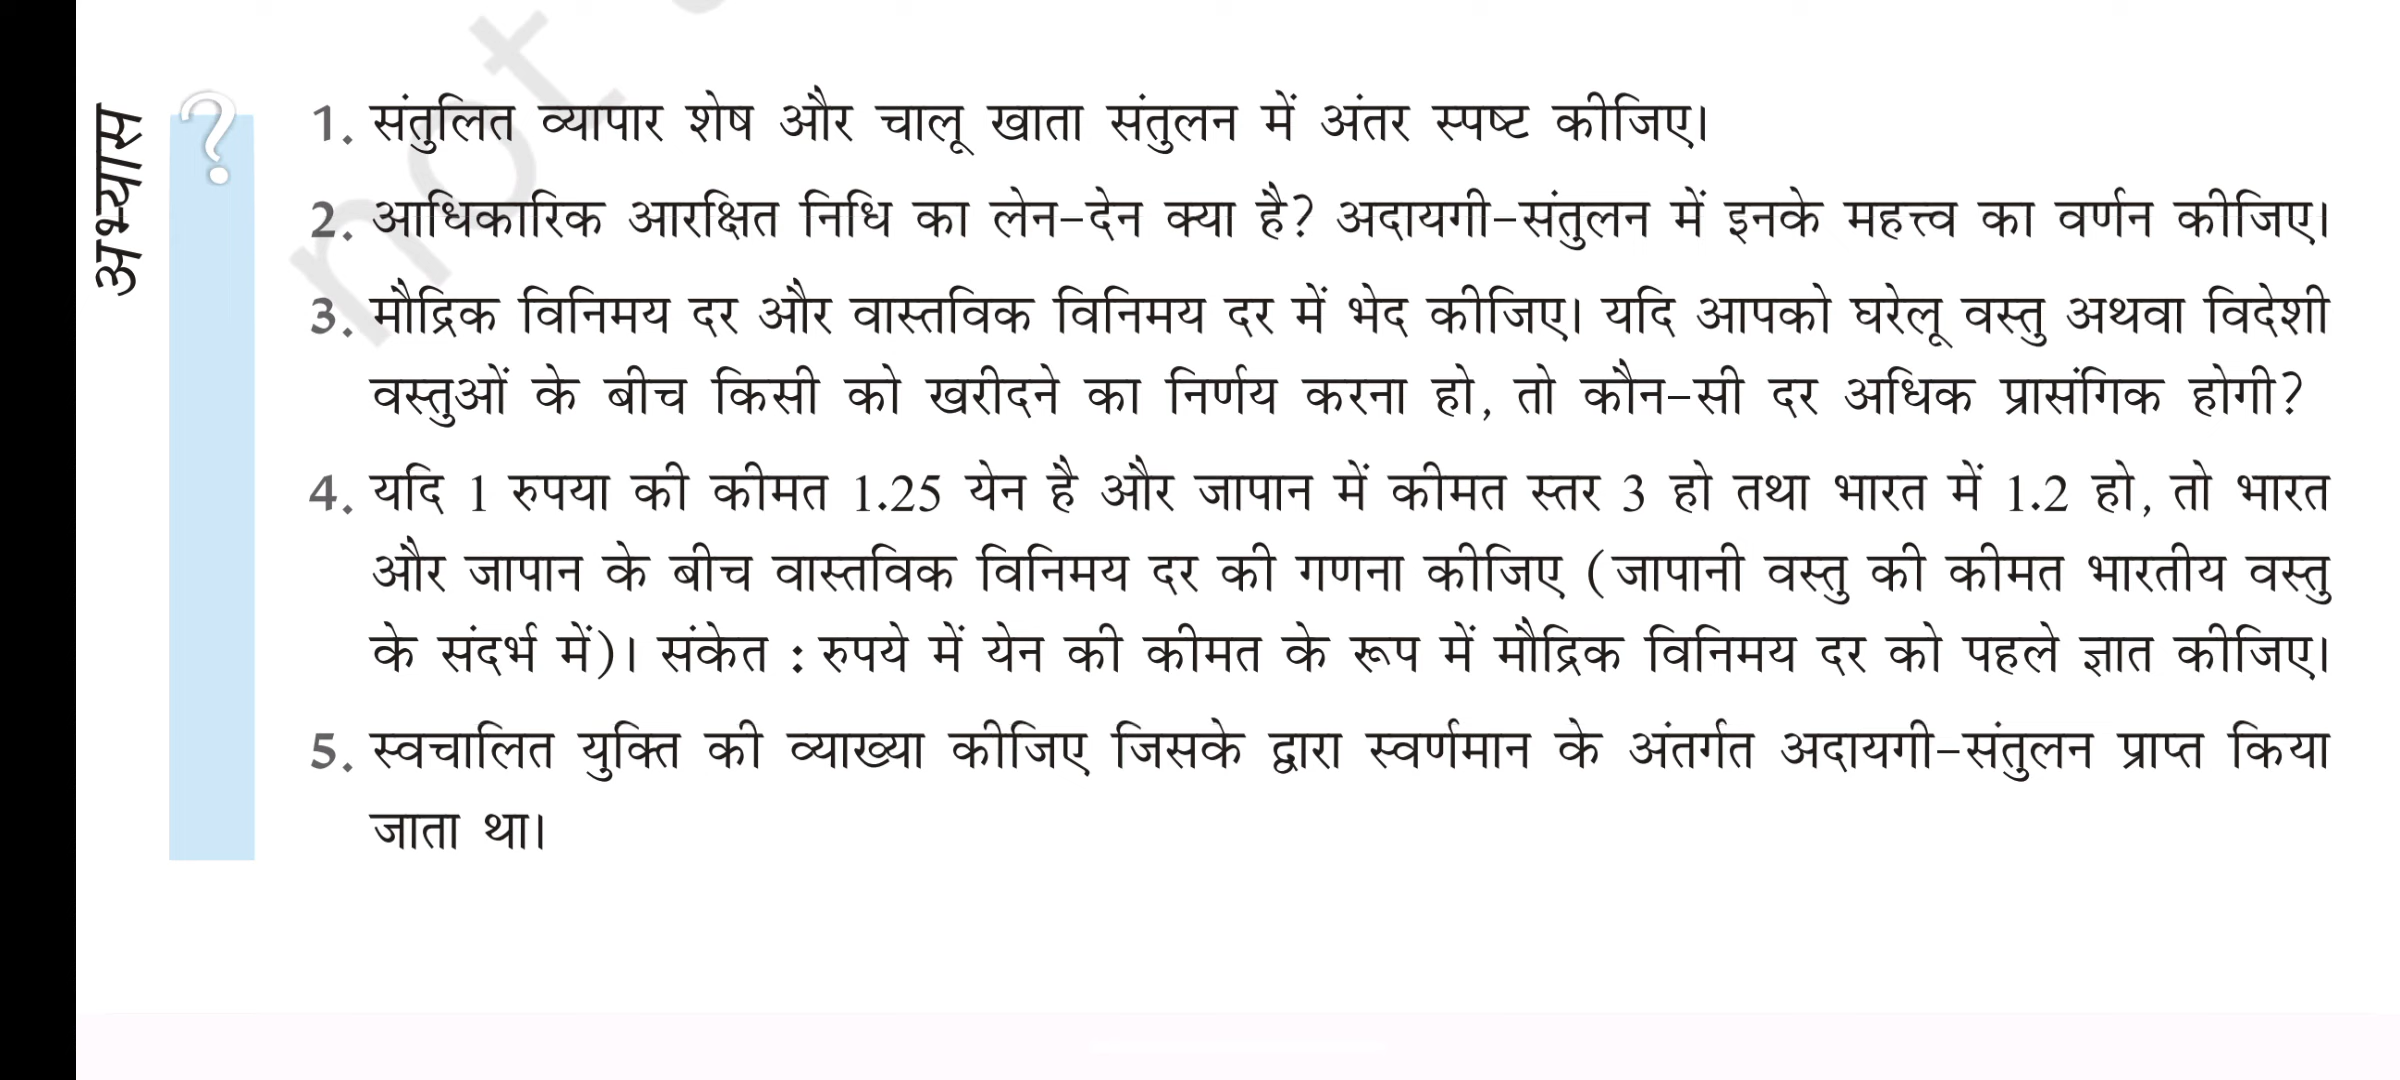 अभ्यास
?
1. संतुलित व्यापार शेष और चालू खाता संतुलन में अंतर स्पष्ट कीजिए।
2. आधिकारिक आरक्षित निधि का लेन-देन क्या है? अदायगी-संतुलन में इनके महत्त्व का वर्णन कीजिए।
3. मौद्रिक विनिमय दर और वास्तविक विनिमय दर में भेद कीजिए। यदि आपको घरेलू वस्तु अथवा विदेशी
वस्तुओं के बीच किसी को खरीदने का निर्णय करना हो, तो कौन-सी दर अधिक प्रासंगिक होगी?
4. यदि 1 रुपया की कीमत 1.25 येन है और जापान में कीमत स्तर 3 हो तथा भारत में 1.2 हो, तो भारत
और जापान के बीच वास्तविक विनिमय दर की गणना कीजिए (जापानी वस्तु की कीमत भारतीय वस्तु
के संदर्भ में)। संकेत : रुपये में येन की कीमत के रूप में मौद्रिक विनिमय दर को पहले ज्ञात कीजिए।
5. स्वचालित युक्ति की व्याख्या कीजिए जिसके द्वारा स्वर्णमान के अंतर्गत अदायगी-संतुलन प्राप्त किया
जाता था।
not